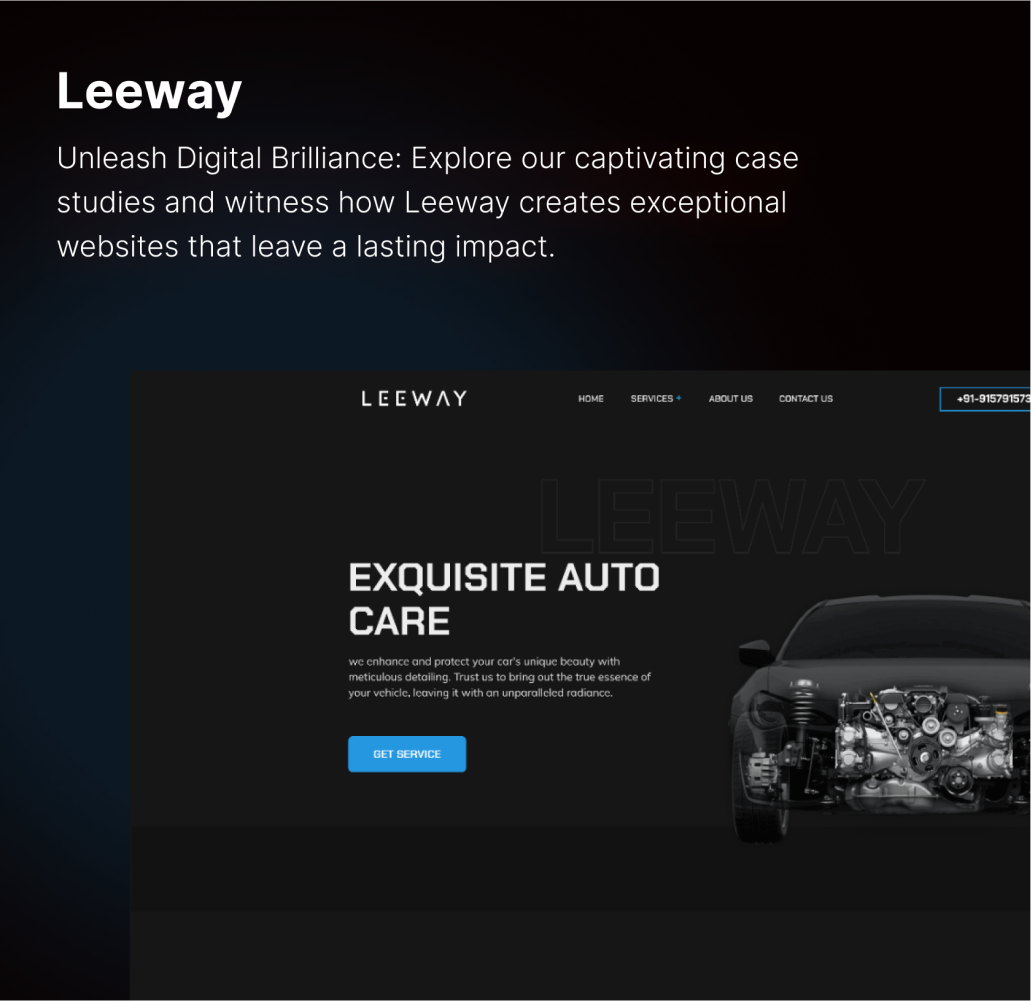 Leeway
Unleash Digital Brilliance: Explore our captivating case
studies and witness how Leeway creates exceptional
websites that leave a lasting impact.
LEEWAY
HOME SERVICES + ABOUT US CONTACT US +91-915791573
LEEWAY
EXQUISITE AUTO
CARE
we enhance and protect your car's unique beauty with
meticulous detailing. Trust us to bring out the true essence of
your vehicle, leaving it with an unparalleled radiance.
GET SERVICE